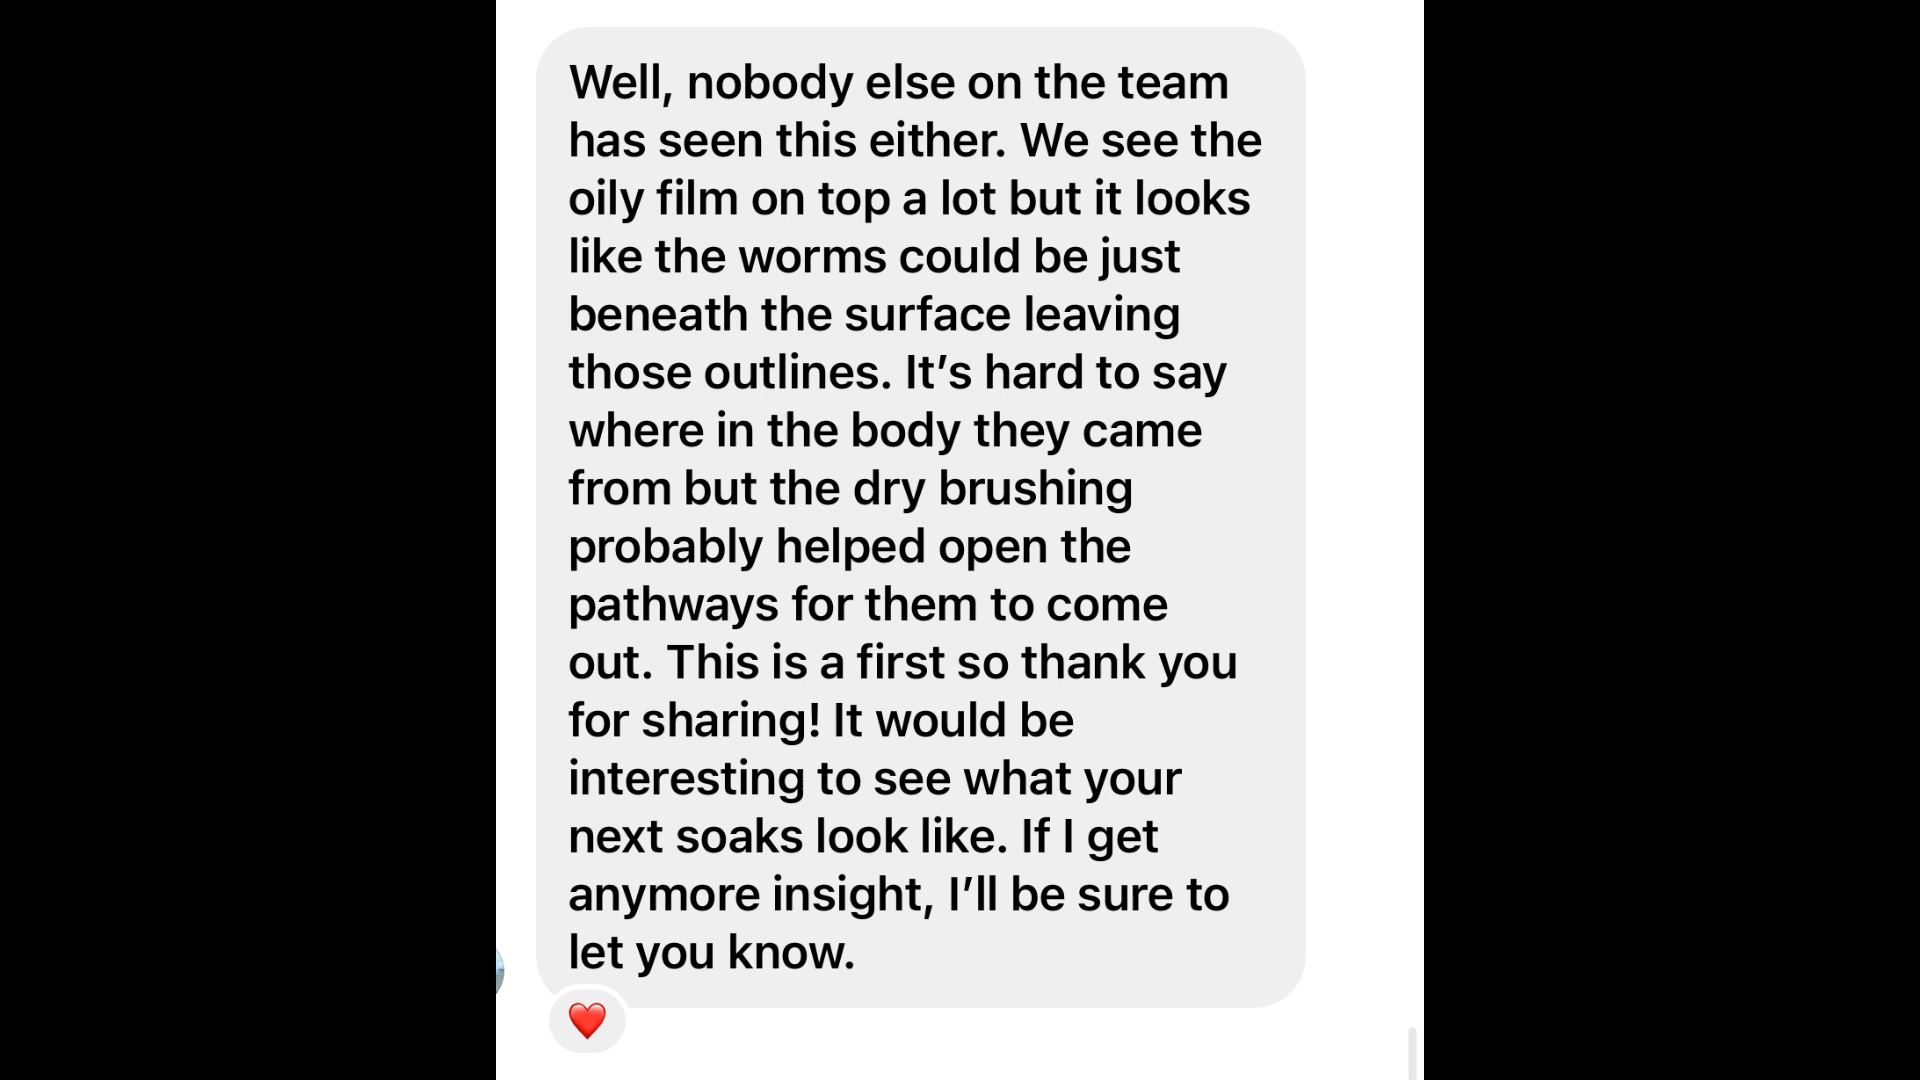 Well, nobody else on the team
has seen this either. We see the
oily film on top a lot but it looks
like the worms could be just
beneath the surface leaving
those outlines. It’s hard to say
where in the body they came
from but the dry brushing
probably helped open the
pathways for them to come
out. This is a first so thank you
for sharing! It would be
interesting to see what your
next soaks look like. If I get
anymore insight, I’ll be sure to
let you know.